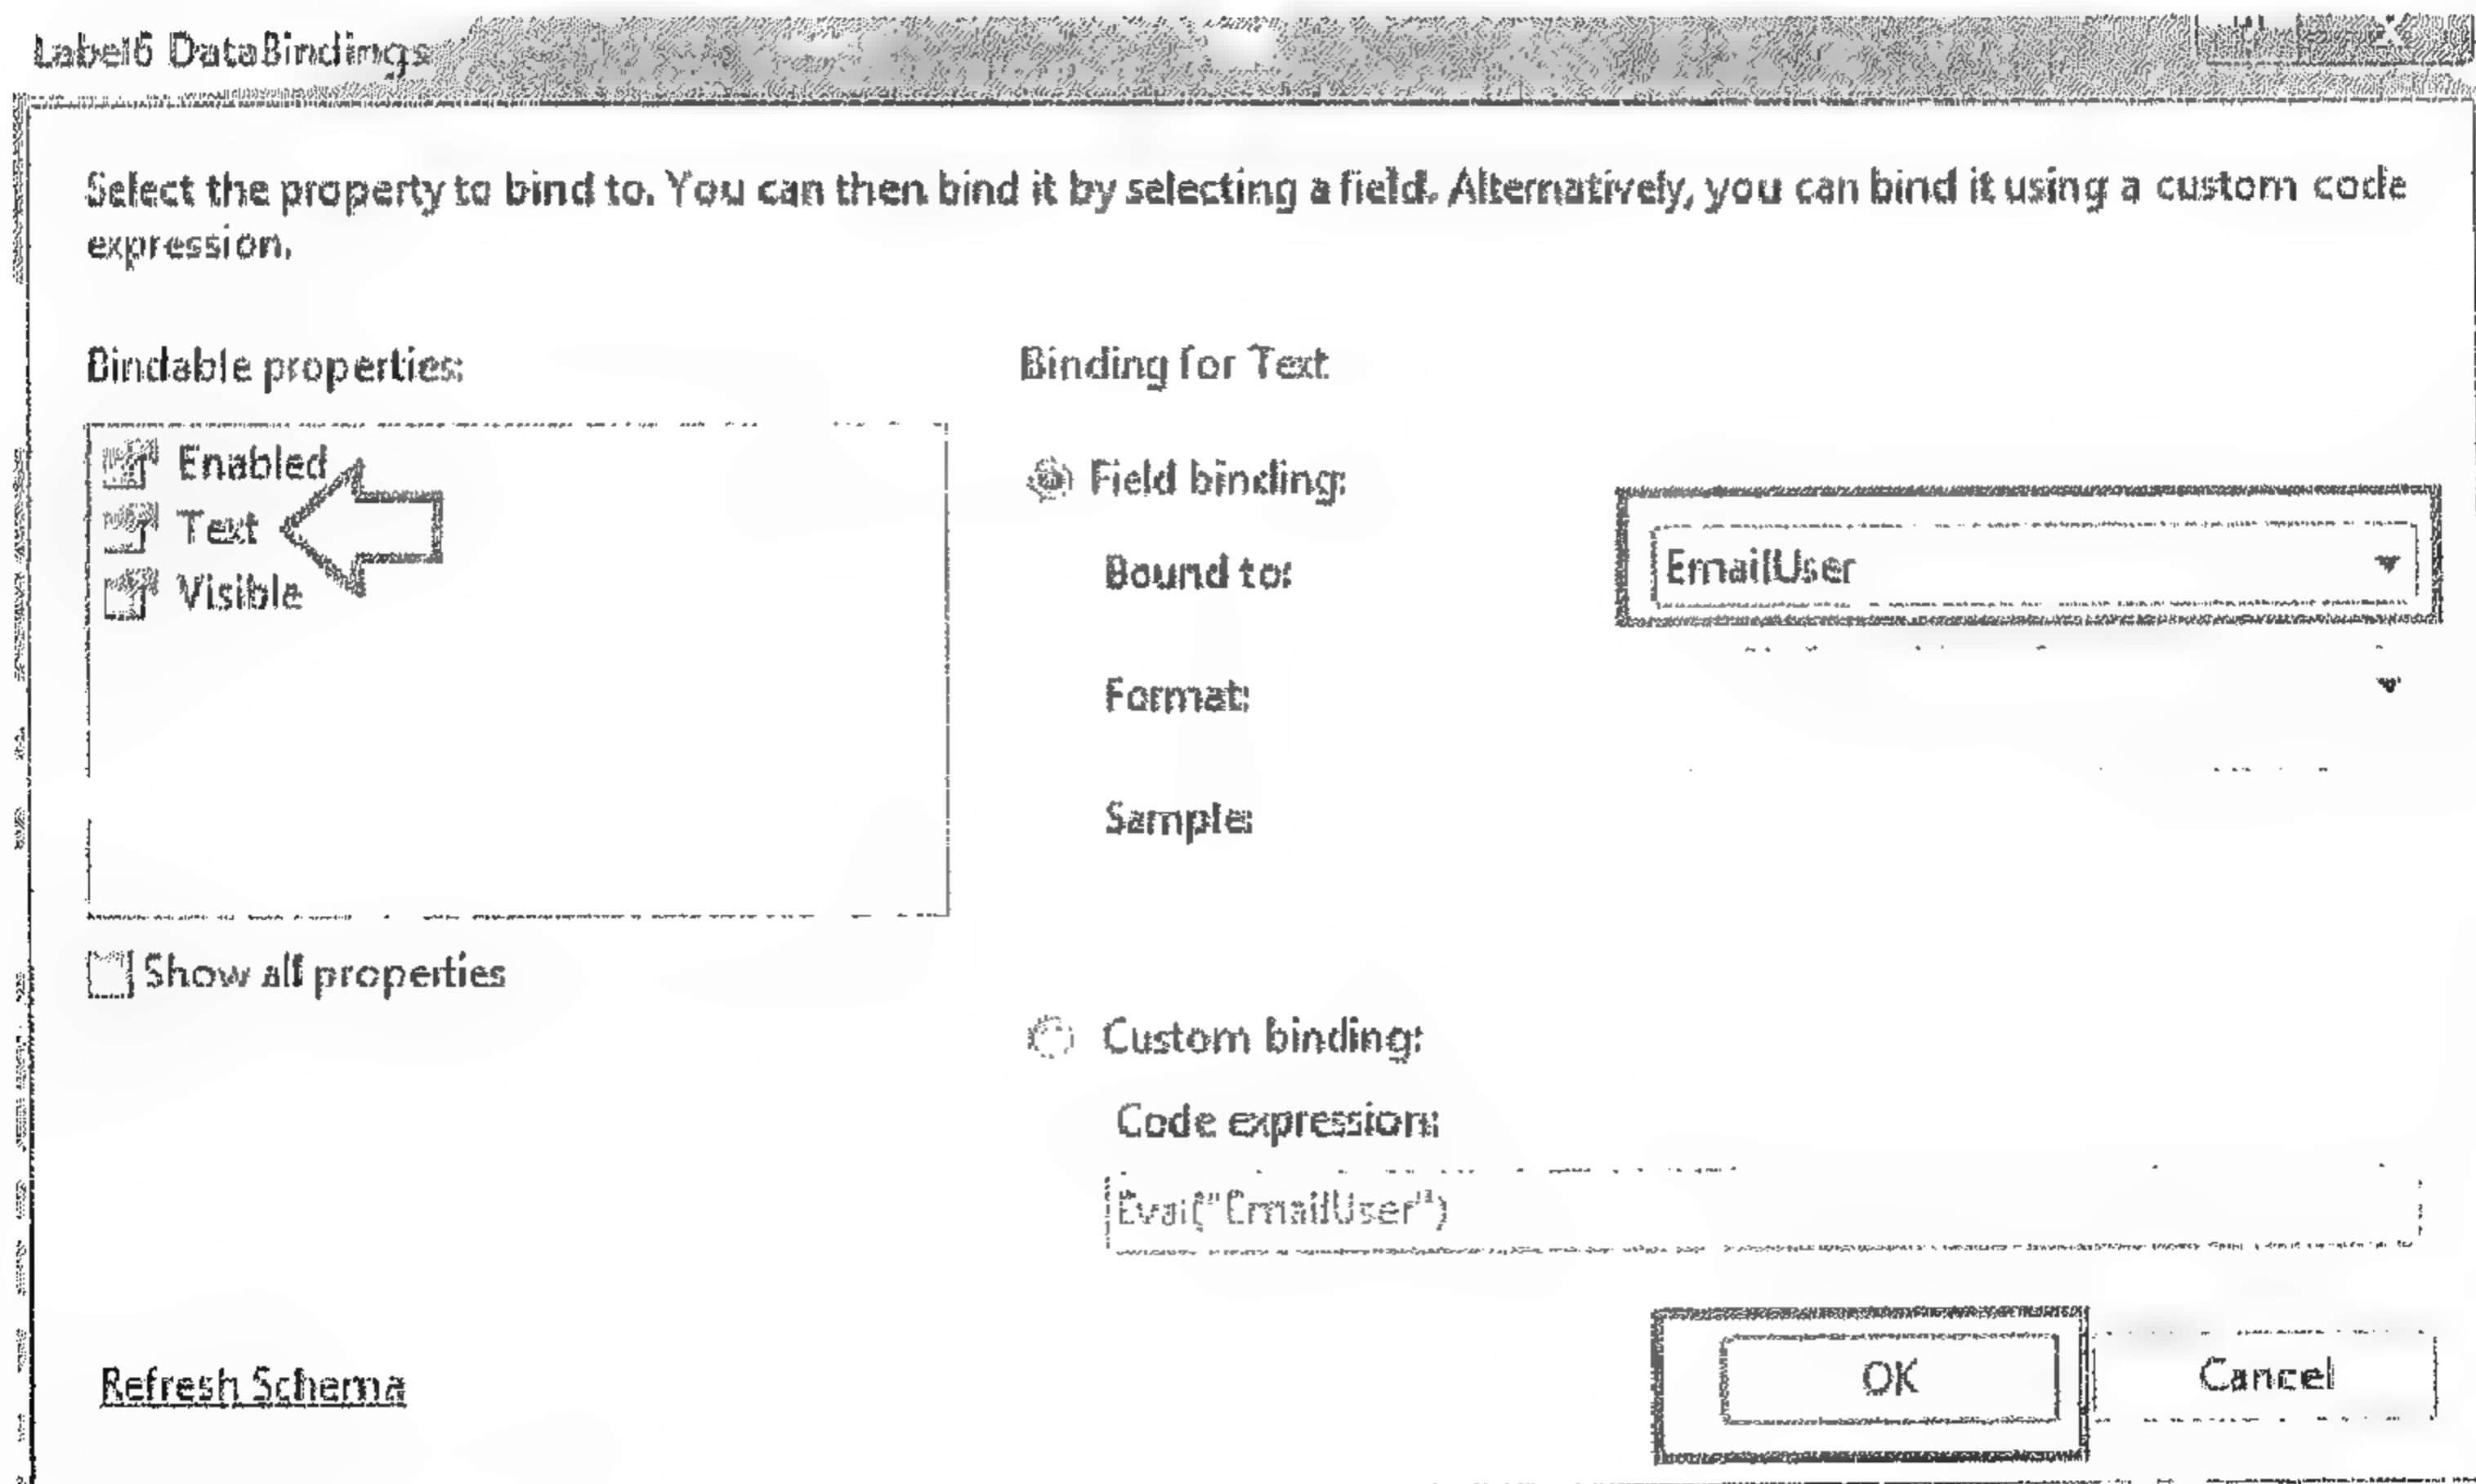 Label6 DataBindings
Select the property to bind to. You can then bind it by selecting a field. Alternatively, you can bind it using a custom code
expression.
Bindable properties:
Enabled
Text
Visible
Show all properties
Refresh Schema
Binding for Text
Field binding:
Bound to:
EmailUser
Format:
Sample:
Custom binding:
Code expression:
Eval("EmailUser")
OK
Cancel